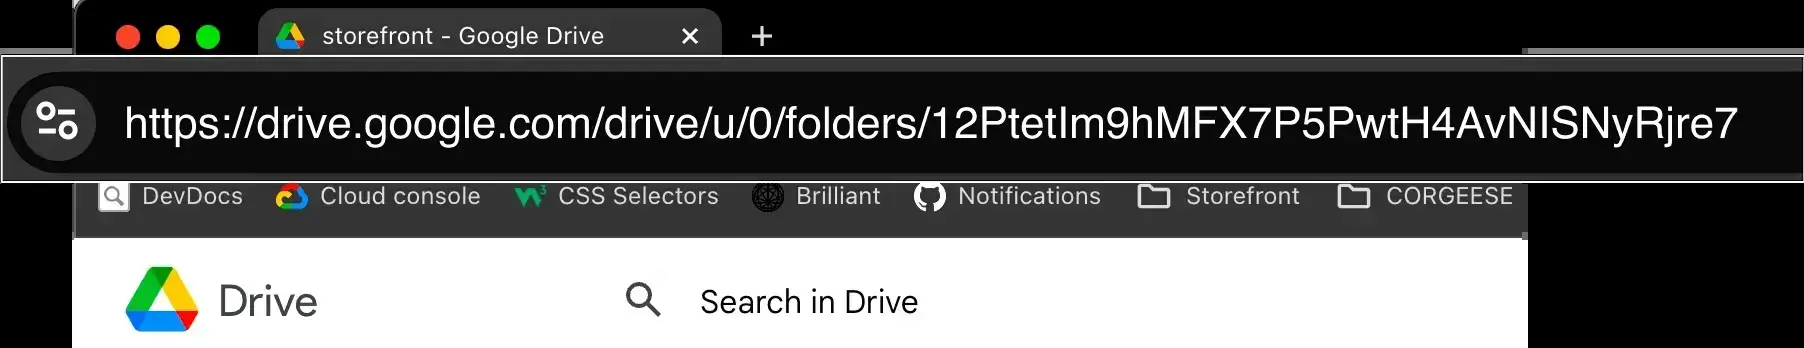 storefront - Google Drive
https://drive.google.com/drive/u/0/folders/12PtetIm9hMFX7P5PwtH4AvNISNyRjre7
DevDocs Cloud console CSS Selectors Brilliant Notifications Storefront CORGEESE
Drive Search in Drive